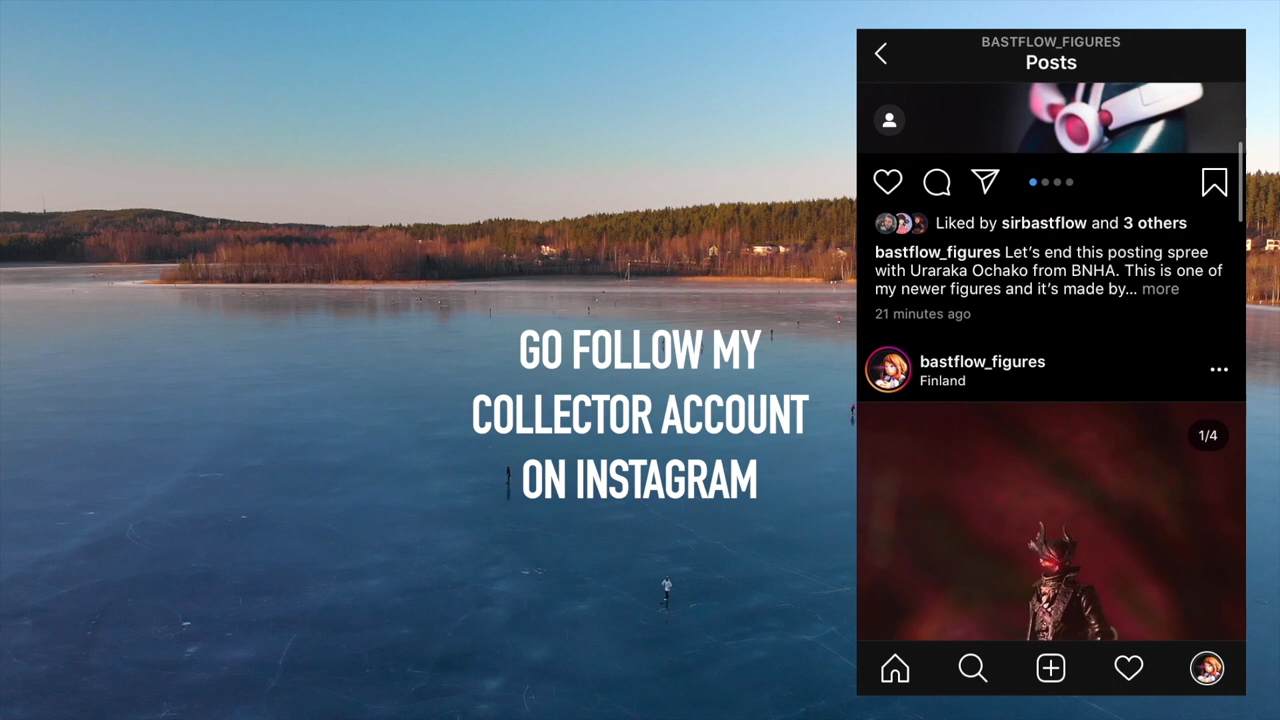 GO FOLLOW MY
COLLECTOR ACCOUNT
ON INSTAGRAM
BASTFLOW_FIGURES
Posts
Liked by sirbastflow and 3 others
bastflow_figures Let’s end this posting spree
with Uraraka Ochako from BNHA. This is one of
my newer figures and it’s made by... more
21 minutes ago
bastflow_figures
Finland
1/4